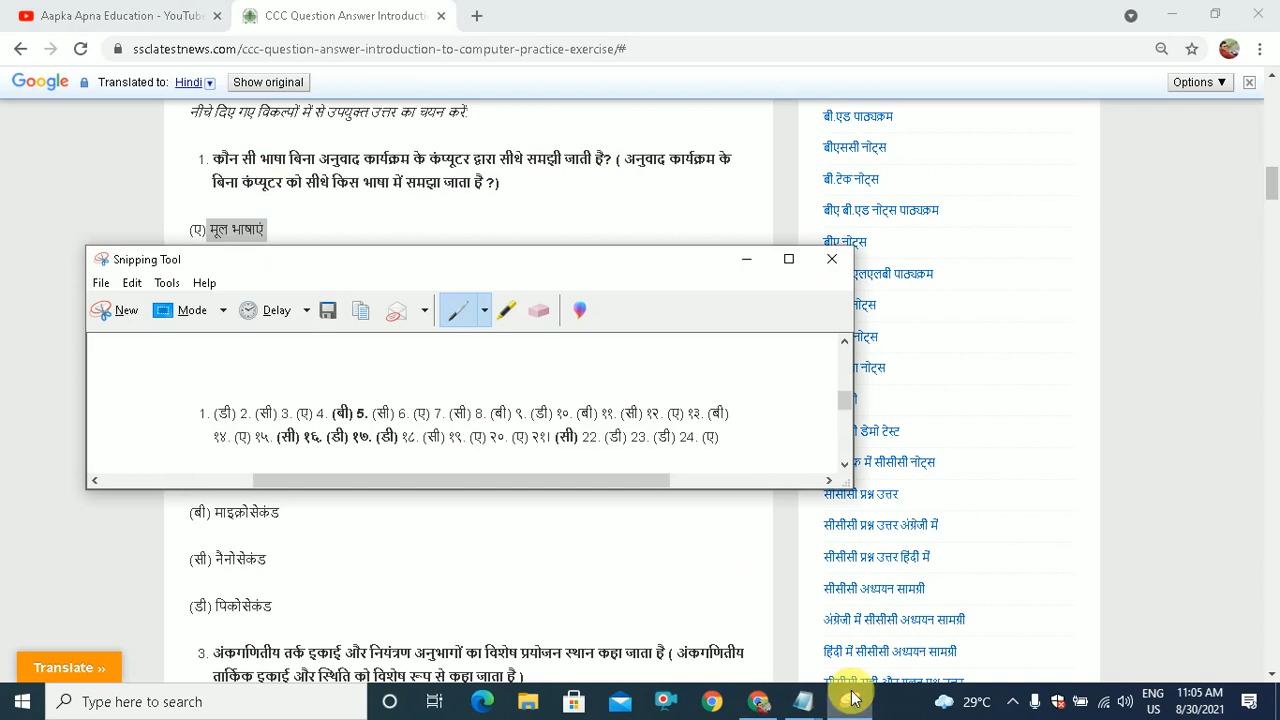 Aapka Apna Education - YouTube
CCC Question Answer Introducti
ssclatestnews.com/ccc-question-answer-introduction-to-computer-practice-exercise/#
Google Translated to: Hindi Show original Options ▼
नीचे दिए गए विकल्पों में से उपयुक्त उत्तर का चयन करें:
1. कौन सी भाषा बिना अनुवाद कार्यक्रम के कंप्यूटर द्वारा सीधे समझी जाती है? ( अनुवाद कार्यक्रम के
बिना कंप्यूटर को सीधे किस भाषा में समझा जाता है ?)
(ए) मूल भाषाएं
Snipping Tool
File Edit Tools Help
New Mode Delay
1. (डी) 2. (सी) 3. (ए) 4. (बी) 5. (सी) 6. (ए) 7. (सी) 8. (बी) ९. (डी) १०. (बी) ११. (सी) १२. (ए) १३. (बी)
१४. (ए) १५. (सी) १६. (डी) १७. (डी) १८. (सी) १९. (ए) २०. (ए) २१। (सी) 22. (डी) 23. (डी) 24. (ए)
(बी) माइक्रोसेकंड
(सी) नैनोसेकंड
(डी) पिकोसेकंड
3. अंकगणितीय तर्क इकाई और नियंत्रण अनुभागों का विशेष प्रयोजन स्थान कहा जाता है ( अंकगणितीय
तार्किक इकाई और स्थिति को विशेष रूप से कहा जाता है )
बी.एड पाठ्यक्रम
बीएससी नोट्स
बी.टेक नोट्स
बीए बी.एड नोट्स पाठ्यक्रम
बीए नोट्स
एलएलबी पाठ्यक्रम
नोट्स
नोट्स
नोट्स
डेमो टेस्ट
में सीसीसी नोट्स
सीसीसी प्रश्न उत्तर
सीसीसी प्रश्न उत्तर अंग्रेजी में
सीसीसी प्रश्न उत्तर हिंदी में
सीसीसी अध्ययन सामग्री
अंग्रेजी में सीसीसी अध्ययन सामग्री
हिंदी में सीसीसी अध्ययन सामग्री
Translate »
Type here to search
29°C
ENG
US
11:05 AM
8/30/2021